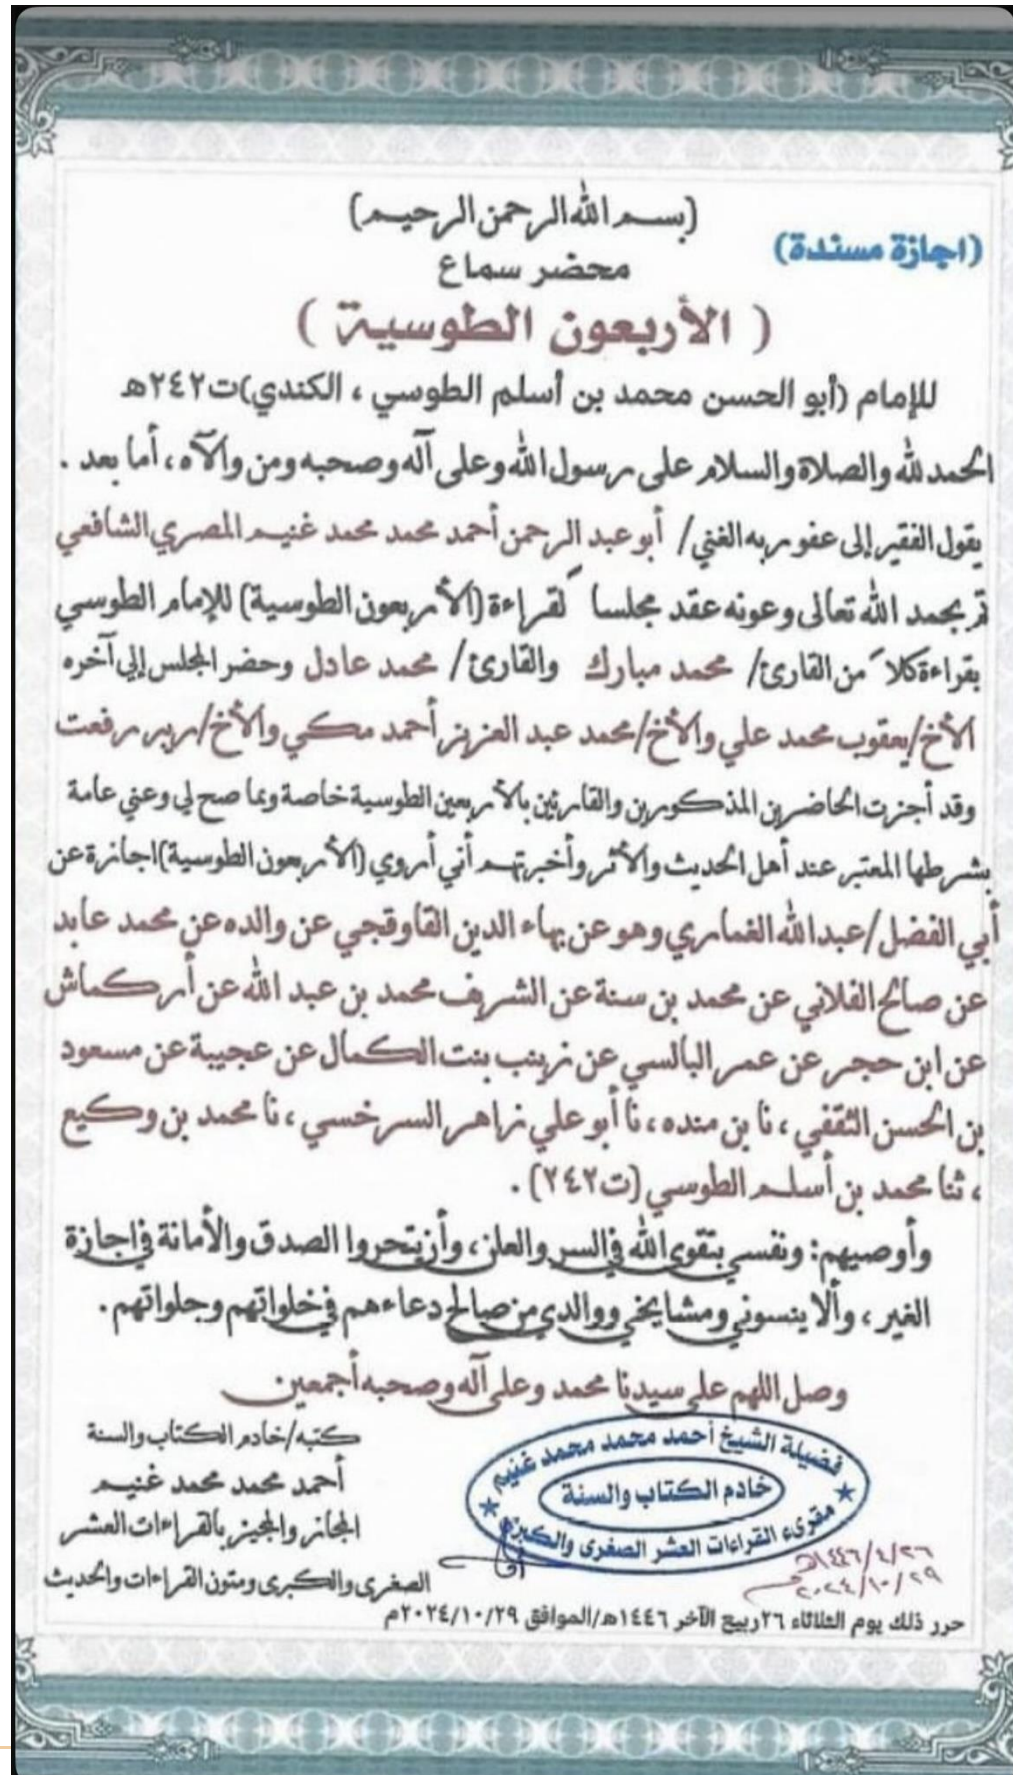 (بسم الله الرحمن الرحيم)
(اجازة مسندة)
محضر سماع
( الأربعون الطوسية )
للإمام (أبو الحسن محمد بن أسلم الطوسي ، الكندي)ت٢٤٢هـ
الحمد لله والصلاة والسلام على رسول الله وعلى آله وصحبه ومن والآه، أما بعد .
يقول الفقير إلى عفو ربه الغني/ أبو عبد الرحمن أحمد محمد محمد غنيم المصري الشافعي
تم بحمد الله تعالى وعونه عقد مجلسا ً لقراءة (الأربعون الطوسية) للإمام الطوسي
بقراءة كلا ً من القارئ/ محمد مبارك والقارئ/ محمد عادل وحضر المجلس إلي آخره
الأخ/يعقوب محمد علي والأخ/محمد عبد العزيز أحمد مكي والأخ/ رفعت
وقد أجزت الحاضرين المذكورين والقارئين بالأربعين الطوسية خاصة وبما صح لي وعني عامة
بشرطها المعتبر عند أهل الحديث والأثر وأخبرتهم أني أروي (الأربعون الطوسية)اجازة عن
أبي الفضل/عبد الله الغماري وهو عن بهاء الدين القاوقجي عن والده عن محمد عابد
عن صالح الفلاني عن محمد بن سنة عن الشريف محمد بن عبد الله عن أركماش
عن ابن حجر عن عمر البالسي عن زينب بنت الكمال عن عجيبة عن مسعود
بن الحسن الثقفي ، نا بن منده ، نا أبو علي زاهر السرخسي ، نا محمد بن وكيع
، ثنا محمد بن أسلم الطوسي (ت٢٤٢) .
وأوصيهم: ونفسي بتقوى الله في السر والعلن، وأن يتحروا الصدق والأمانة في اجازة
الغير ، وألا ينسوني ومشايخي ووالدي من صالح دعاءهم في خلواتهم وجلواتهم .
وصل اللهم على سيدنا محمد وعلى آله وصحبه أجمعين
كتبه/خادم الكتاب والسنة
أحمد محمد محمد غنيم
المجاز والمجيز بالقراءات العشر
الصغرى والكبرى ومتون القراءات والحديث
فضيلة الشيخ أحمد محمد محمد غنيم
خادم الكتاب والسنة
مقرىء القراءات العشر الصغرى والكبرى
١٤٤٦/٤/٢٦هـ
٢٠٢٤/١٠/٢٩م
حرر ذلك يوم الثلاثاء ٢٦ربيع الآخر ١٤٤٦هـ/الموافق ٢٠٢٤/١٠/٢٩م